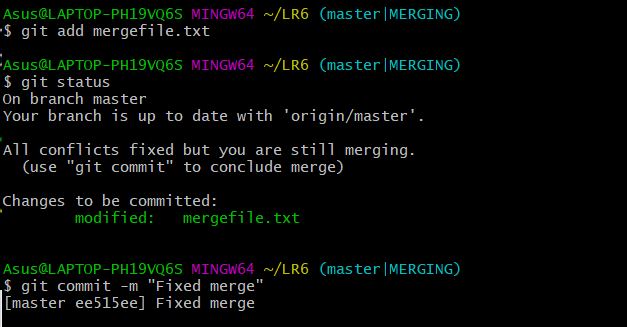 Asus@LAPTOP-PH19VQ6S MINGW64 ~/LR6 (master|MERGING)
$ git add mergefile.txt
Asus@LAPTOP-PH19VQ6S MINGW64 ~/LR6 (master|MERGING)
$ git status
On branch master
Your branch is up to date with 'origin/master'.
All conflicts fixed but you are still merging.
  (use "git commit" to conclude merge)
Changes to be committed:
        modified:   mergefile.txt
Asus@LAPTOP-PH19VQ6S MINGW64 ~/LR6 (master|MERGING)
$ git commit -m "Fixed merge"
[master ee515ee] Fixed merge